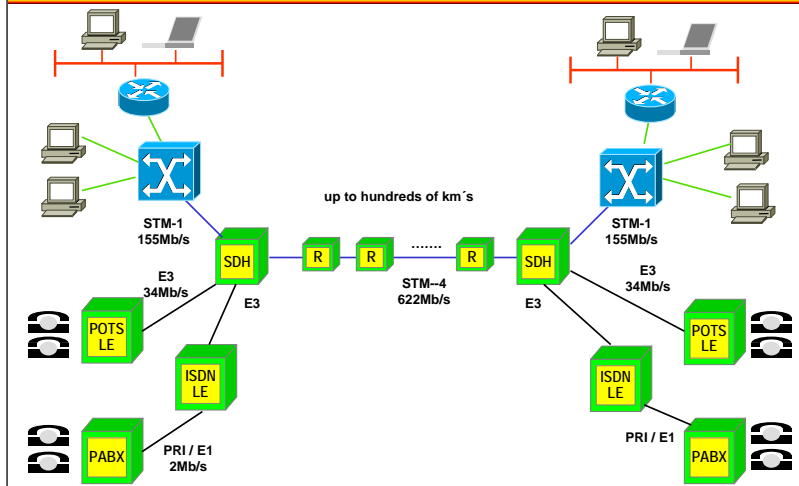 up to hundreds of km´s
STM-1
155Mb/s
STM-1
155Mb/s
SDH
R
R
.......
R
SDH
E3
34Mb/s
E3
STM--4
622Mb/s
E3
E3
34Mb/s
POTS
LE
ISDN
LE
ISDN
LE
POTS
LE
PABX
PRI / E1
2Mb/s
PRI / E1
PABX